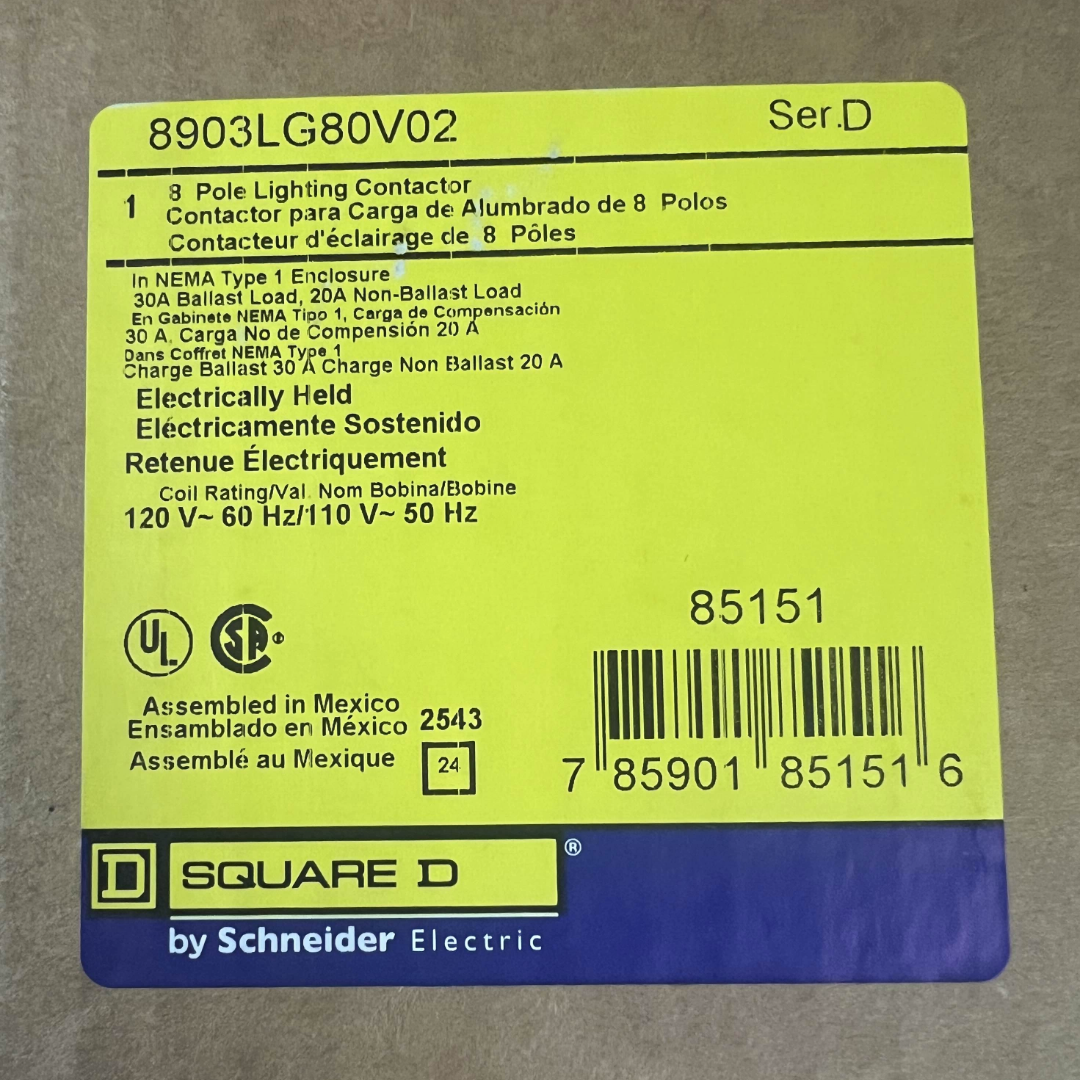 8903LG80V02 Ser.D
1 8 Pole Lighting Contactor
Contactor para Carga de Alumbrado de 8 Polos
Contacteur d'éclairage de 8 Pôles
In NEMA Type 1 Enclosure
30A Ballast Load, 20A Non-Ballast Load
En Gabinete NEMA Tipo 1, Carga de Compensación
30 A, Carga No de Compensión 20 A
Dans Coffret NEMA Type 1
Charge Ballast 30 A Charge Non Ballast 20 A
Electrically Held
Eléctricamente Sostenido
Retenue Électriquement
Coil Rating/Val. Nom Bobina/Bobine
120 V~ 60 Hz/110 V~ 50 Hz
85151
UL SA ®
Assembled in Mexico
Ensamblado en México 2543
Assemblé au Mexique 24
7 85901 85151 6
D SQUARE D ®
by Schneider Electric